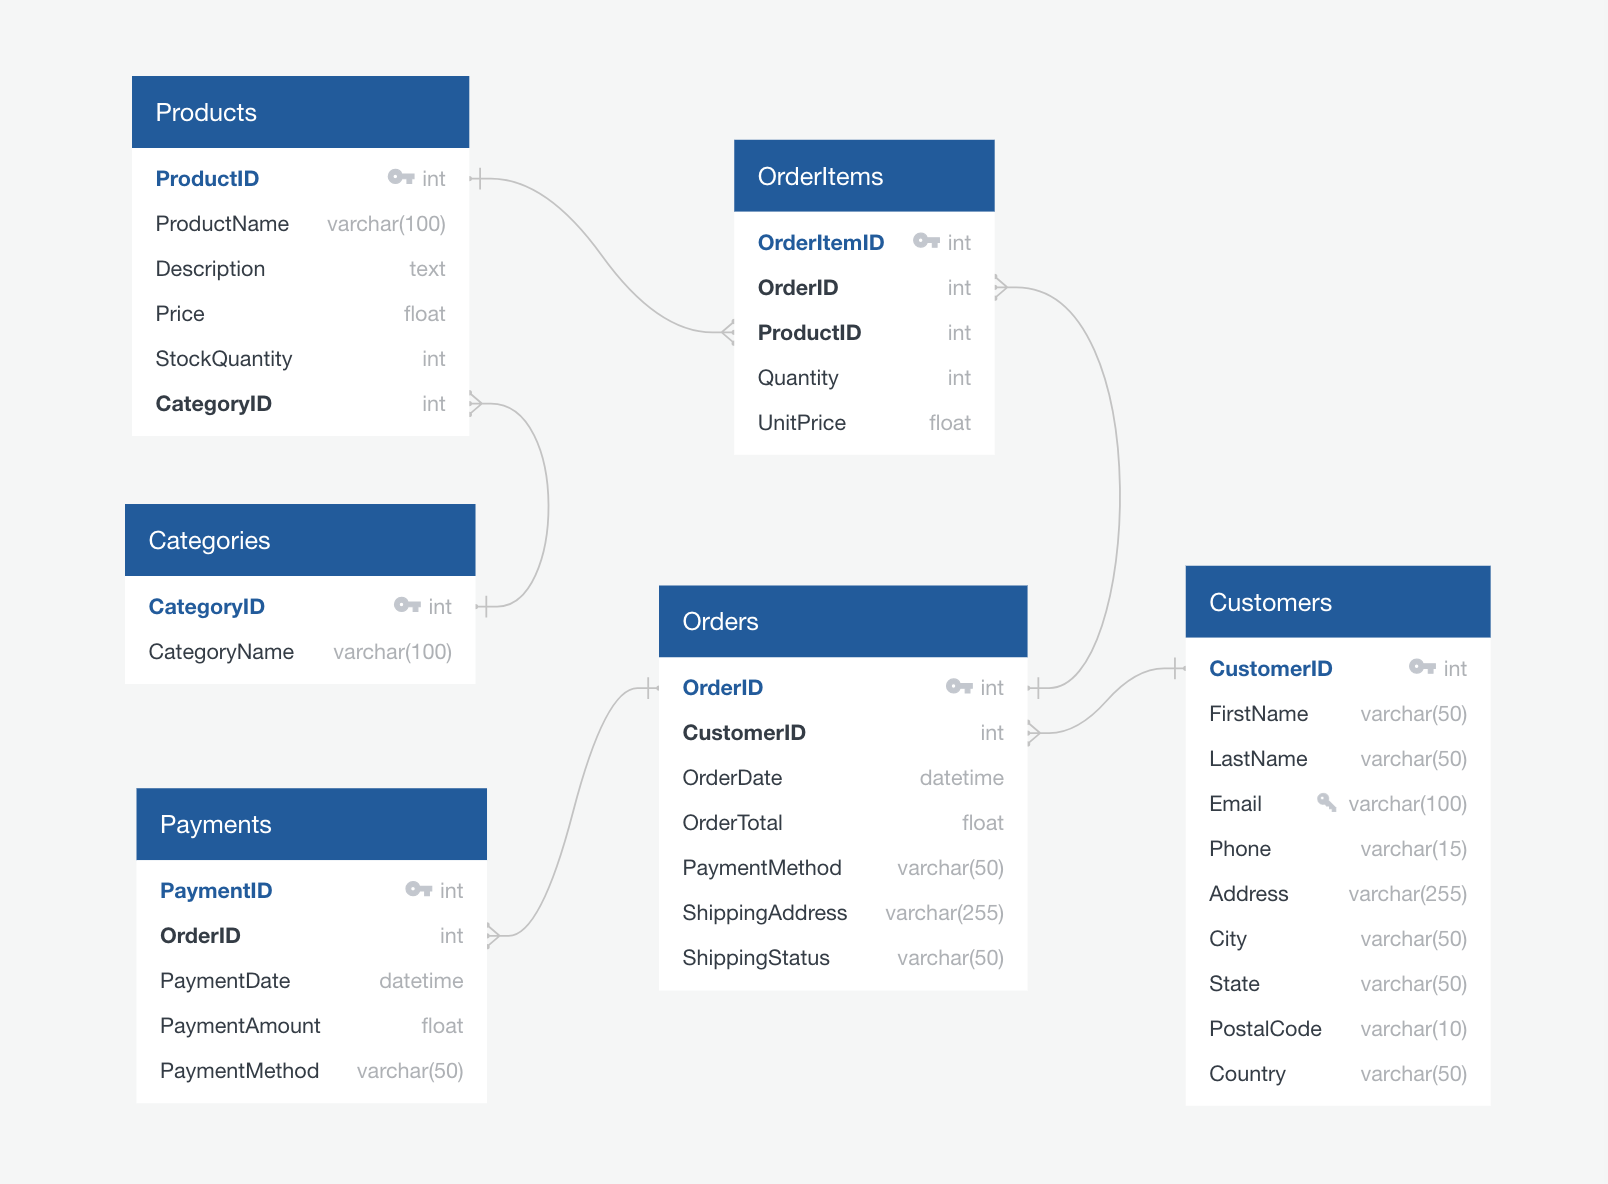 Products
ProductID int
ProductName varchar(100)
Description text
Price float
StockQuantity int
CategoryID int
OrderItems
OrderItemID int
OrderID int
ProductID int
Quantity int
UnitPrice float
Categories
CategoryID int
CategoryName varchar(100)
Orders
OrderID int
CustomerID int
OrderDate datetime
OrderTotal float
PaymentMethod varchar(50)
ShippingAddress varchar(255)
ShippingStatus varchar(50)
Customers
CustomerID int
FirstName varchar(50)
LastName varchar(50)
Email varchar(100)
Phone varchar(15)
Address varchar(255)
City varchar(50)
State varchar(50)
PostalCode varchar(10)
Country varchar(50)
Payments
PaymentID int
OrderID int
PaymentDate datetime
PaymentAmount float
PaymentMethod varchar(50)